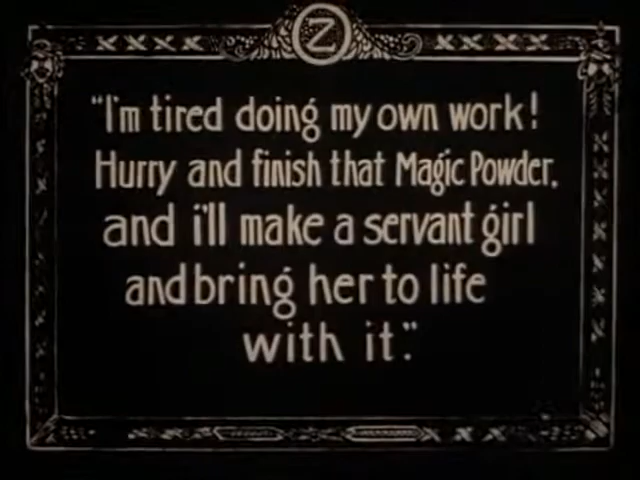 OZ
"I'm tired doing my own work!
Hurry and finish that Magic Powder,
and i'll make a servant girl
and bring her to life
with it."